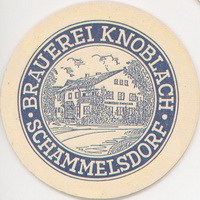 BRAUEREI KNOBLACH
· SCHAMMELSDORF ·